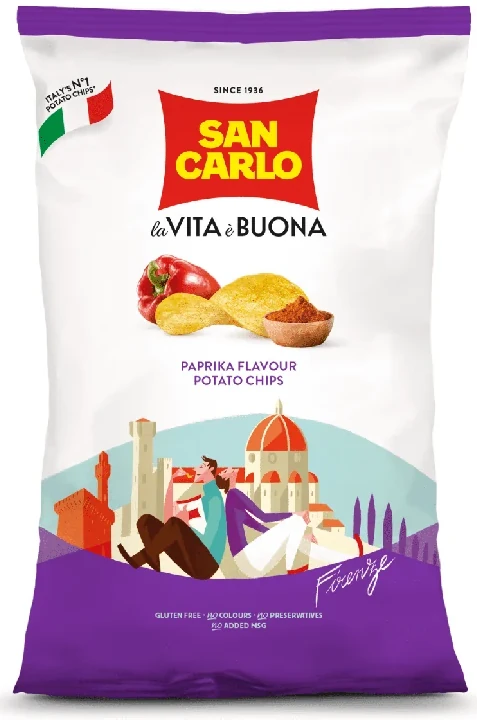 ITALY'S N°1
POTATO CHIPS*
SINCE 1936
SAN
CARLO
la VITA è BUONA
PAPRIKA FLAVOUR
POTATO CHIPS
Firenze
GLUTEN FREE · no COLOURS · no PRESERVATIVES
no ADDED MSG